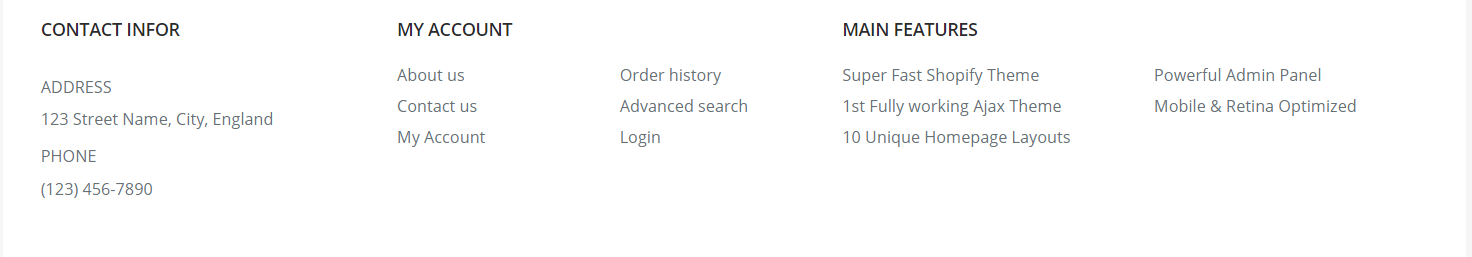 CONTACT INFOR
ADDRESS
123 Street Name, City, England
PHONE
(123) 456-7890
MY ACCOUNT
About us
Contact us
My Account
Order history
Advanced search
Login
MAIN FEATURES
Super Fast Shopify Theme
1st Fully working Ajax Theme
10 Unique Homepage Layouts
Powerful Admin Panel
Mobile & Retina Optimized